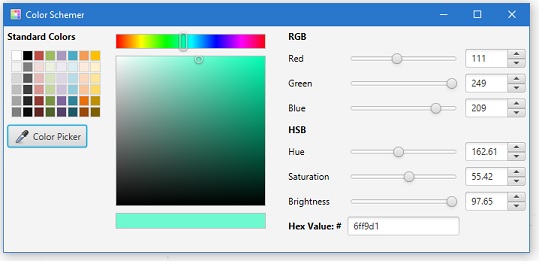 Color Schemer
Standard Colors
Color Picker
RGB
Red 111
Green 249
Blue 209
HSB
Hue 162.61
Saturation 55.42
Brightness 97.65
Hex Value: # 6ff9d1